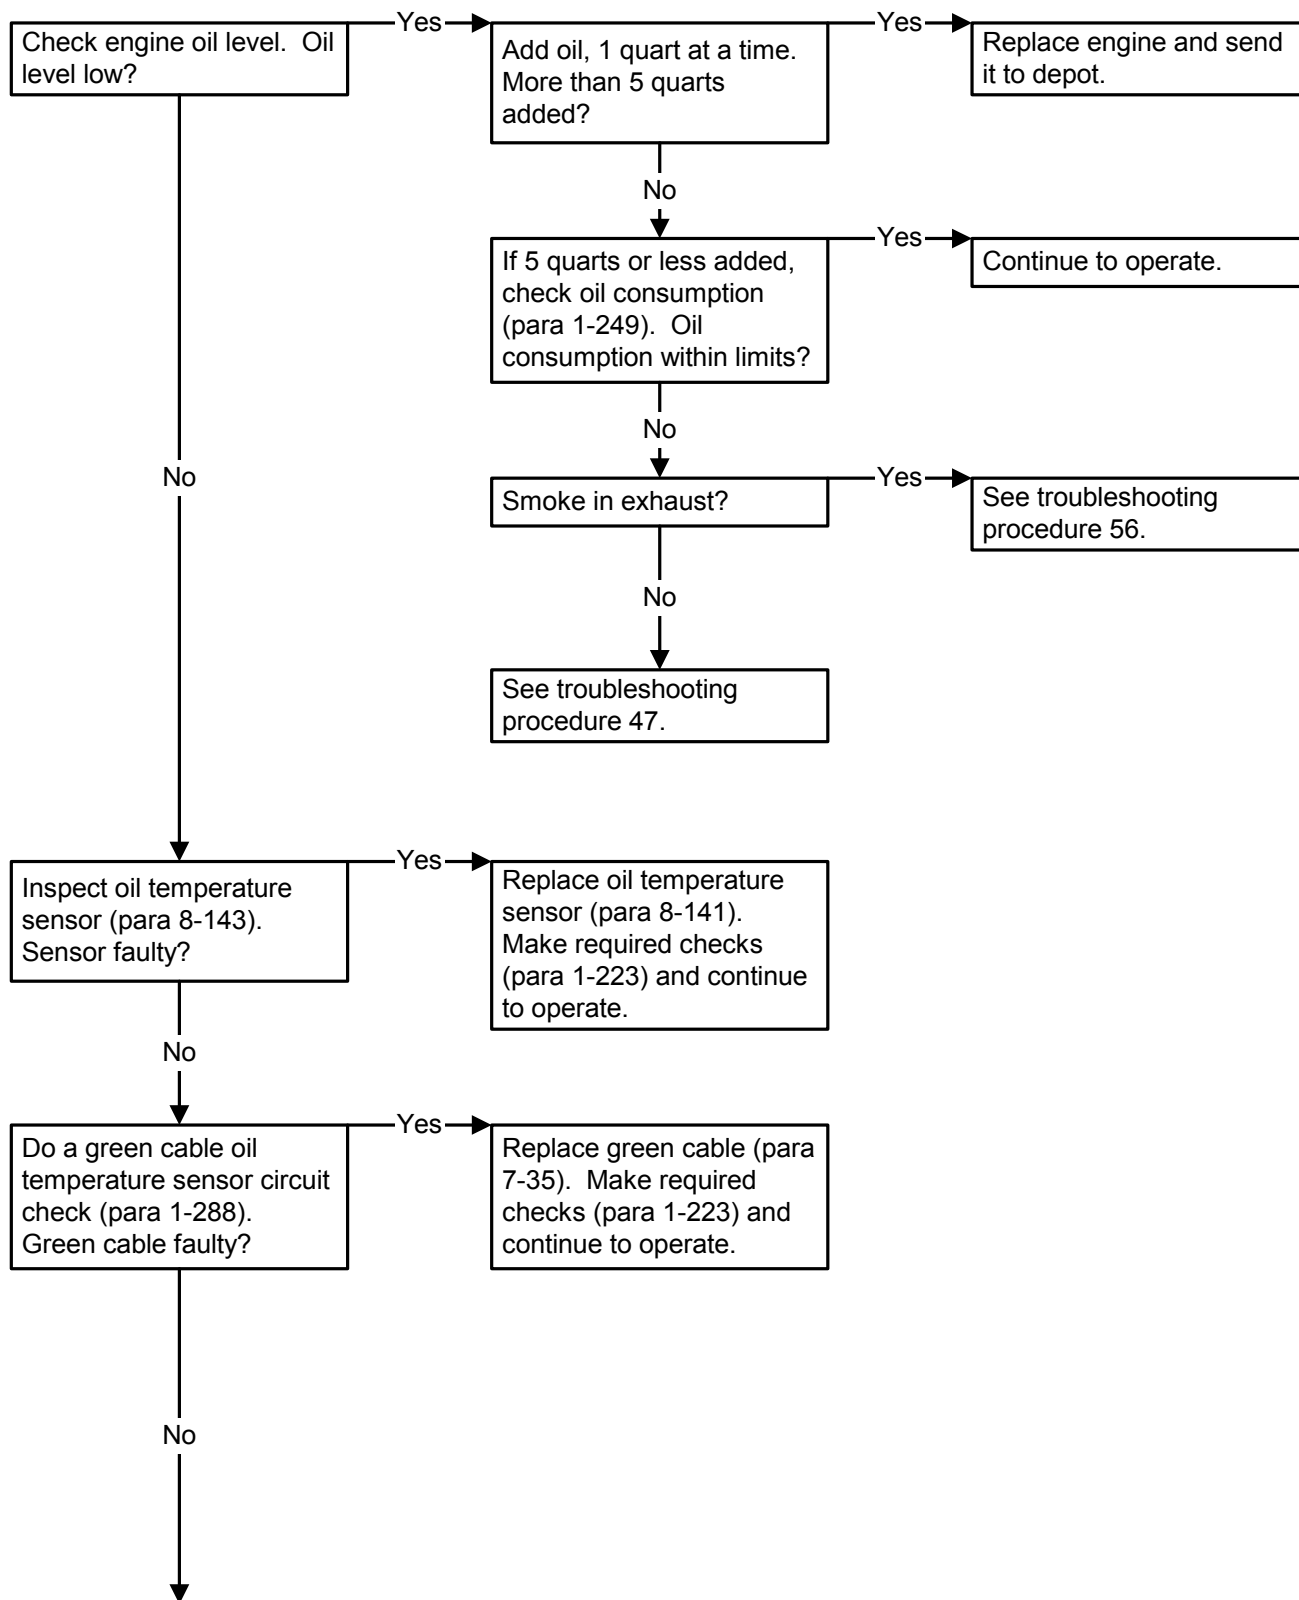 Check engine oil level.  Oil
level low?
Yes
Add oil, 1 quart at a time.
More than 5 quarts
added?
Yes
Replace engine and send
it to depot.
No
If 5 quarts or less added,
check oil consumption
(para 1-249).  Oil
consumption within limits?
Yes
Continue to operate.
No
Smoke in exhaust?
Yes
See troubleshooting
procedure 56.
No
See troubleshooting
procedure 47.
No
Inspect oil temperature
sensor (para 8-143).
Sensor faulty?
Yes
Replace oil temperature
sensor (para 8-141).
Make required checks
(para 1-223) and continue
to operate.
No
Do a green cable oil
temperature sensor circuit
check (para 1-288).
Green cable faulty?
Yes
Replace green cable (para
7-35).  Make required
checks (para 1-223) and
continue to operate.
No